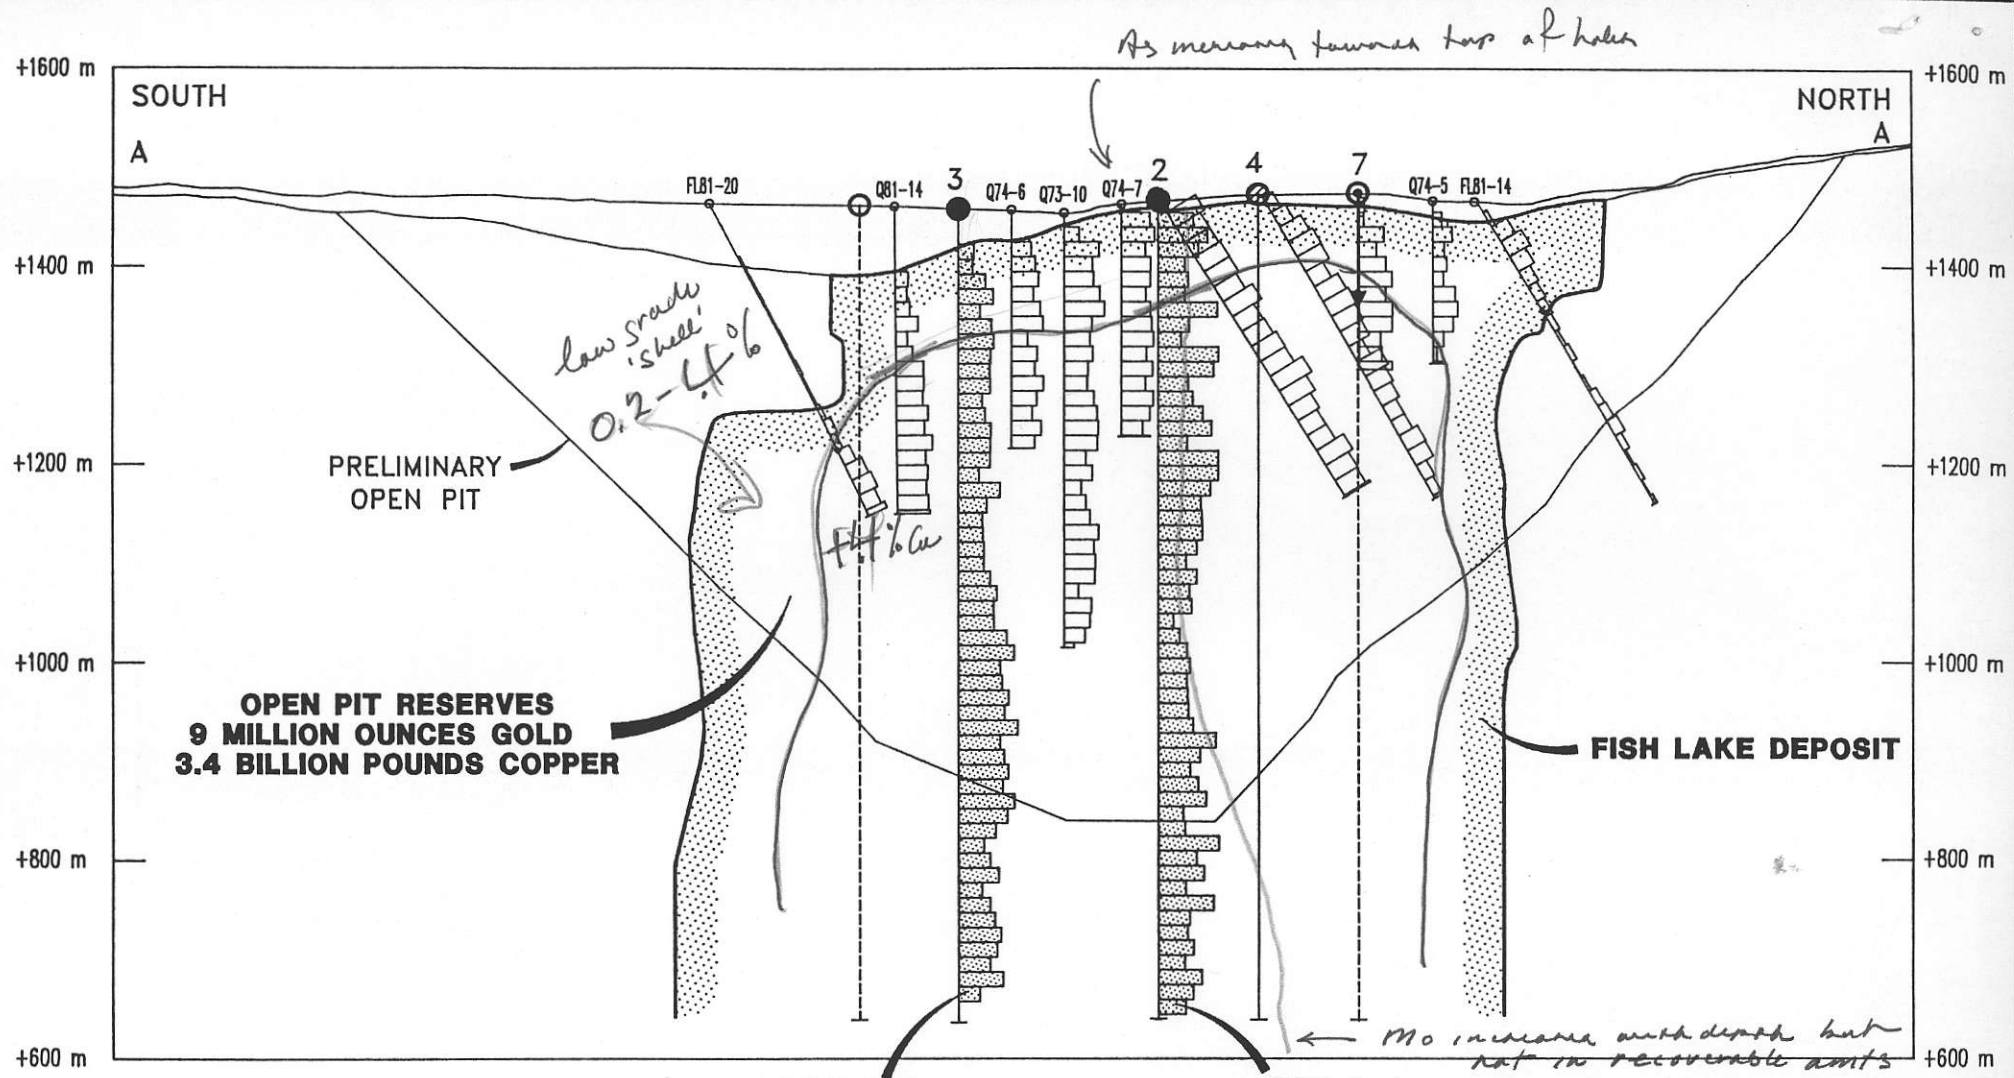 As increasing towards top of holes
+1600 m
+1600 m
SOUTH
NORTH
A
A
FL81-20
Q81-14
3
Q74-6
Q73-10
Q74-7
2
4
7
Q74-5
FL81-14
+1400 m
+1400 m
low grade
'shell'
0.2-.4%
PRELIMINARY
OPEN PIT
+1200 m
+1200 m
+.4% Cu
+1000 m
+1000 m
OPEN PIT RESERVES
9 MILLION OUNCES GOLD
3.4 BILLION POUNDS COPPER
FISH LAKE DEPOSIT
+800 m
+800 m
← Mo increases with depth but
not in recoverable amts
+600 m
+600 m